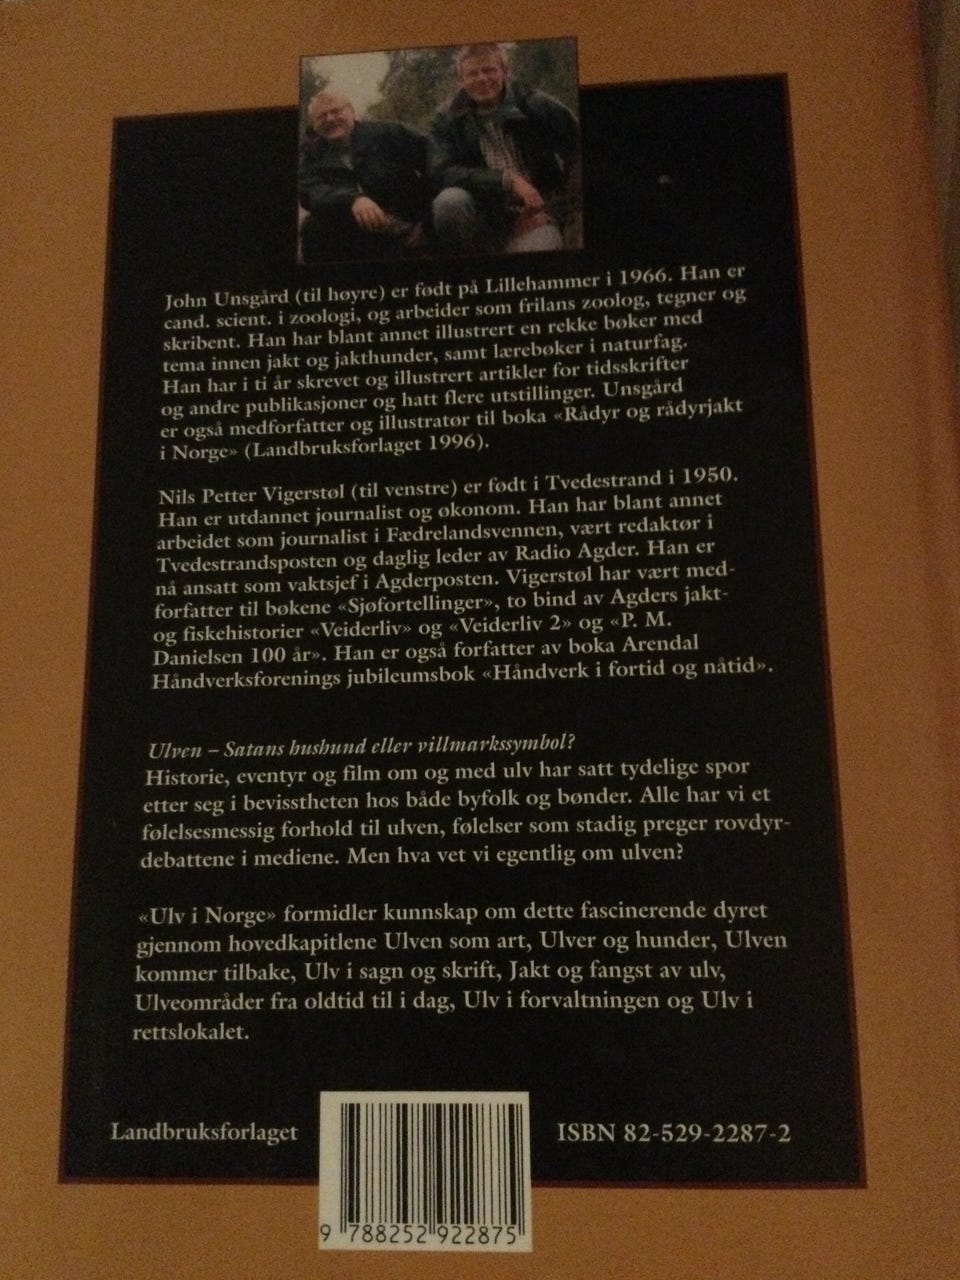 John Unsgård (til høyre) er født på Lillehammer i 1966. Han er
cand. scient. i zoologi, og arbeider som frilans zoolog, tegner og
skribent. Han har blant annet illustrert en rekke bøker med
tema innen jakt og jakthunder, samt lærebøker i naturfag.
Han har i ti år skrevet og illustrert artikler for tidsskrifter
og andre publikasjoner og hatt flere utstillinger. Unsgård
er også medforfatter og illustratør til boka «Rådyr og rådyrjakt
i Norge» (Landbruksforlaget 1996).
Nils Petter Vigerstøl (til venstre) er født i Tvedestrand i 1950.
Han er utdannet journalist og økonom. Han har blant annet
arbeidet som journalist i Fædrelandsvennen, vært redaktør i
Tvedestrandsposten og daglig leder av Radio Agder. Han er
nå ansatt som vaktsjef i Agderposten. Vigerstøl har vært med-
forfatter til bøkene «Sjøfortellinger», to bind av Agders jakt-
og fiskehistorier «Veiderliv» og «Veiderliv 2» og «P. M.
Danielsen 100 år». Han er også forfatter av boka Arendal
Håndverksforenings jubileumsbok «Håndverk i fortid og nåtid».
Ulven – Satans hushund eller villmarkssymbol?
Historie, eventyr og film om og med ulv har satt tydelige spor
etter seg i bevisstheten hos både byfolk og bønder. Alle har vi et
følelsesmessig forhold til ulven, følelser som stadig preger rovdyr-
debattene i mediene. Men hva vet vi egentlig om ulven?
«Ulv i Norge» formidler kunnskap om dette fascinerende dyret
gjennom hovedkapitlene Ulven som art, Ulver og hunder, Ulven
kommer tilbake, Ulv i sagn og skrift, Jakt og fangst av ulv,
Ulveområder fra oldtid til i dag, Ulv i forvaltningen og Ulv i
rettslokalet.
Landbruksforlaget
ISBN 82-529-2287-2
9 788252 922875